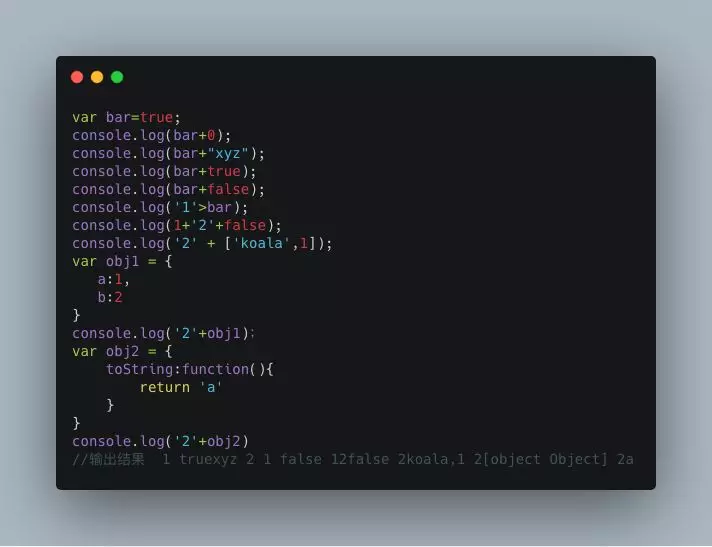 var bar=true;
console.log(bar+0);
console.log(bar+"xyz");
console.log(bar+true);
console.log(bar+false);
console.log('1'>bar);
console.log(1+'2'+false);
console.log('2' + ['koala',1]);
var obj1 = {
   a:1,
   b:2
}
console.log('2'+obj1);
var obj2 = {
    toString:function(){
        return 'a'
    }
}
console.log('2'+obj2)
//输出结果  1 truexyz 2 1 false 12false 2koala,1 2[object Object] 2a